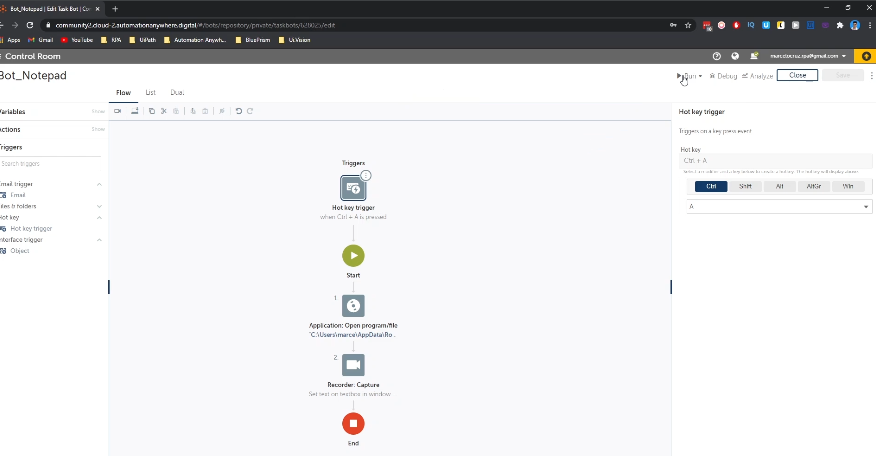 Bot_Notepad | Edit Task Bot | Co
community2.cloud-2.automationanywhere.digital/#/bots/repository/private/taskbots/628025/edit
Apps Gmail YouTube RPA UiPath Automation Anywh... BluePrism Ui.Vision
Control Room
marcelocruz.rpa@gmail.com
Bot_Notepad
Run Debug Analyze Close Save
Flow List Dual
Variables
Actions
Triggers
Search triggers
Email trigger
Email
Files & folders
Hot key
Hot key trigger
Interface trigger
Object
Triggers
Hot key trigger
when Ctrl + A is pressed
Start
1
Application: Open program/file
"C:\Users\marce\AppData\Ro...
2
Recorder: Capture
Set text on textbox in window
End
Hot key trigger
Triggers on a key press event
Hot key
Ctrl + A
Ctrl Shift Alt AltGr Win
A